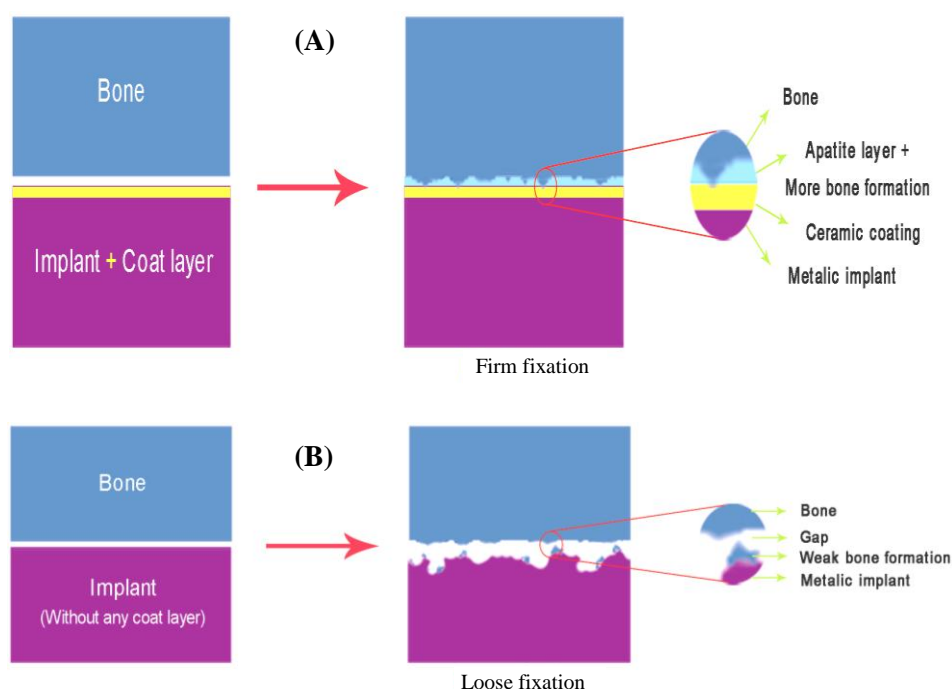 (A)
Bone
Implant + Coat layer
Bone
Apatite layer +
More bone formation
Ceramic coating
Metalic implant
Firm fixation
(B)
Bone
Implant
(Without any coat layer)
Bone
Gap
Weak bone formation
Metallic implant
Loose fixation